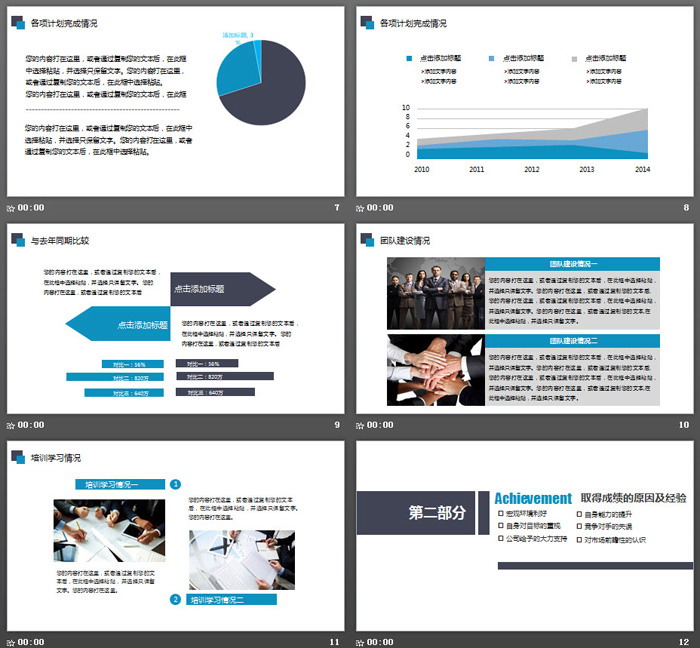 各项计划完成情况
添加标题, 3
%
您的内容打在这里，或者通过复制您的文本后，在此框
中选择粘贴，并选择只保留文字。您的内容打在这里，
或者通过复制您的文本后，在此框中选择粘贴。
您的内容打在这里，或者通过复制您的文本后，在此框
您的内容打在这里，或者通过复制您的文本后，在此框中
选择粘贴，并选择只保留文字。您的内容打在这里，或者
通过复制您的文本后，在此框中选择粘贴。
00:00
7
各项计划完成情况
点击添加标题
点击添加标题
点击添加标题
>添加文字内容
>添加文字内容
>添加文字内容
>添加文字内容
>添加文字内容
>添加文字内容
10
8
6
4
2
0
2010
2011
2012
2013
2014
00:00
8
与去年同期比较
您的内容打在这里，或者通过复制您的文本后，
在此框中选择粘贴，并选择只保留文字。您的
内容打在这里，或者通过复制您的文本后
点击添加标题
点击添加标题
您的内容打在这里，或者通过复制您的文本后，
在此框中选择粘贴，并选择只保留文字。您的
内容打在这里，或者通过复制您的文本后
对比一：56%
对比一：56%
对比二：820万
对比二：820万
对比三：640万
对比三：640万
00:00
9
团队建设情况
团队建设情况一
您的内容打在这里，或者通过复制您的文本后，在此框中选择粘贴，
并选择只保留文字。您的内容打在这里，或者通过复制您的文本后，
您的内容打在这里，或者通过复制您的文本后，在此框中选择粘贴，
并选择只保留文字。
团队建设情况二
您的内容打在这里，或者通过复制您的文本后，在此框中选择粘贴，
并选择只保留文字。您的内容打在这里，或者通过复制您的文本后，
在此框中选择粘贴，并选择只保留文字。您的内容打在这里，或者
通过复制您的文本后，在此框中选择粘贴，并选择只保留文字。
00:00
10
培训学习情况
培训学习情况一
1
您的内容打在这里，或者通过复制您的文
本后，在此框中选择粘贴，并选择只保留
文字。您的内容打在这里。
您的内容打在这里，或者通过复制您的文
本后，在此框中选择粘贴，并选择只保留
文字。您的内容打在这里。
2
培训学习情况二
00:00
11
第二部分
Achievement
取得成绩的原因及经验
宏观环境利好
自身能力的提升
自身对目标的重视
竞争对手的失误
公司给予的大力支持
对市场前瞻性的认识
00:00
12